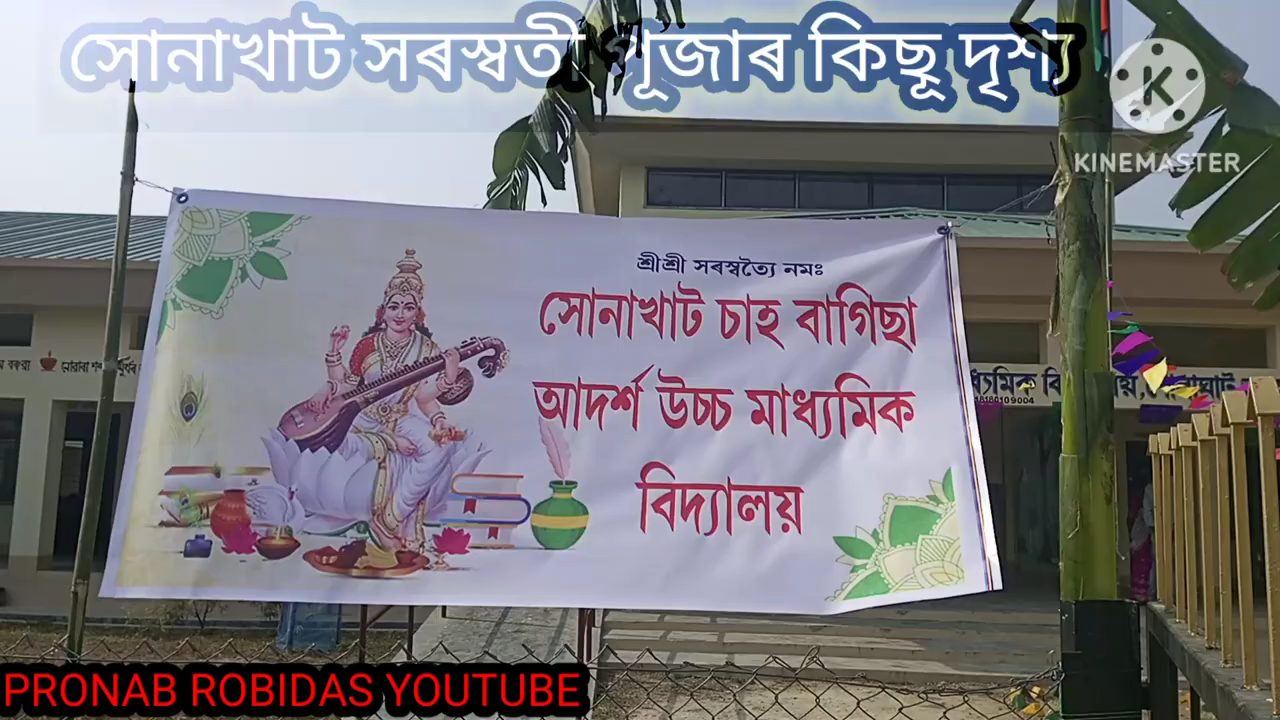 সোনাখাট সৰস্বতী পূজাৰ কিছূ দৃশ্য
KINEMASTER
শ্ৰীশ্ৰী সৰস্বত্যৈ নমঃ
সোনাখাট চাহ বাগিছা
আদৰ্শ উচ্চ মাধ্যমিক
বিদ্যালয়
PRONAB ROBIDAS YOUTUBE